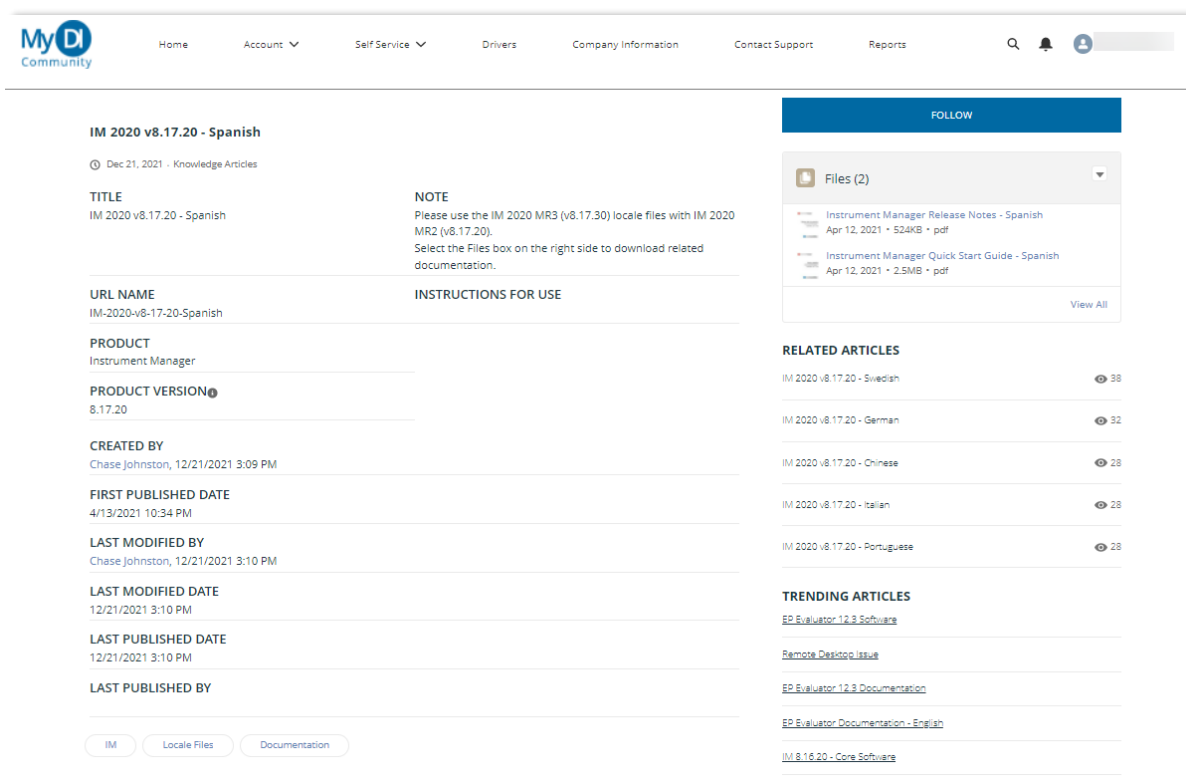 My DI
Community
Home
Account
Self Service
Drivers
Company Information
Contact Support
Reports
IM 2020 v8.17.20 - Spanish
Dec 21, 2021 · Knowledge Articles
TITLE
IM 2020 v8.17.20 - Spanish
NOTE
Please use the IM 2020 MR3 (v8.17.30) locale files with IM 2020
MR2 (v8.17.20).
Select the Files box on the right side to download related
documentation.
URL NAME
IM-2020-v8-17-20-Spanish
INSTRUCTIONS FOR USE
PRODUCT
Instrument Manager
PRODUCT VERSION
8.17.20
CREATED BY
Chase Johnston, 12/21/2021 3:09 PM
FIRST PUBLISHED DATE
4/13/2021 10:34 PM
LAST MODIFIED BY
Chase Johnston, 12/21/2021 3:10 PM
LAST MODIFIED DATE
12/21/2021 3:10 PM
LAST PUBLISHED DATE
12/21/2021 3:10 PM
LAST PUBLISHED BY
IM
Locale Files
Documentation
FOLLOW
Files (2)
Instrument Manager Release Notes - Spanish
Apr 12, 2021 • 524KB • pdf
Instrument Manager Quick Start Guide - Spanish
Apr 12, 2021 • 2.5MB • pdf
View All
RELATED ARTICLES
IM 2020 v8.17.20 - Swedish 38
IM 2020 v8.17.20 - German 32
IM 2020 v8.17.20 - Chinese 28
IM 2020 v8.17.20 - Italian 28
IM 2020 v8.17.20 - Portuguese 28
TRENDING ARTICLES
EP Evaluator 12.3 Software
Remote Desktop Issue
EP Evaluator 12.3 Documentation
EP Evaluator Documentation - English
IM 8.16.20 - Core Software